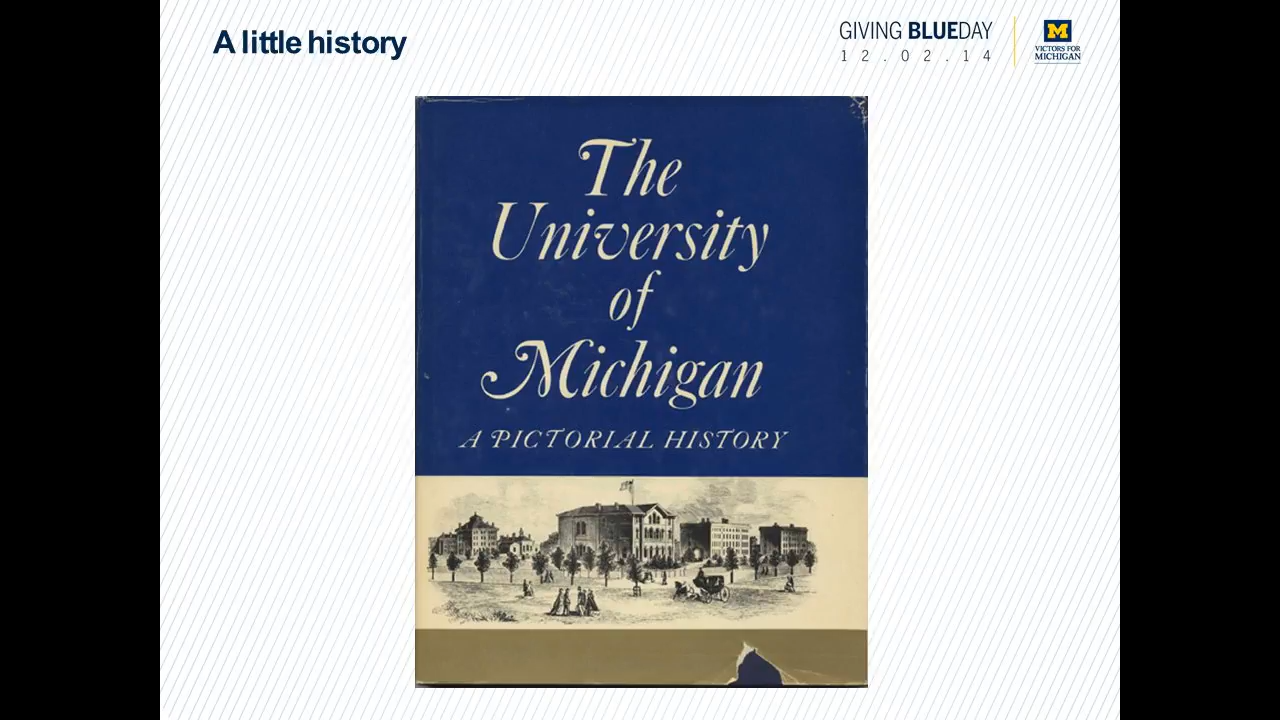 A little history
GIVING BLUEDAY
12.02.14
M
VICTORS FOR
MICHIGAN
The
University
of
Michigan
A PICTORIAL HISTORY